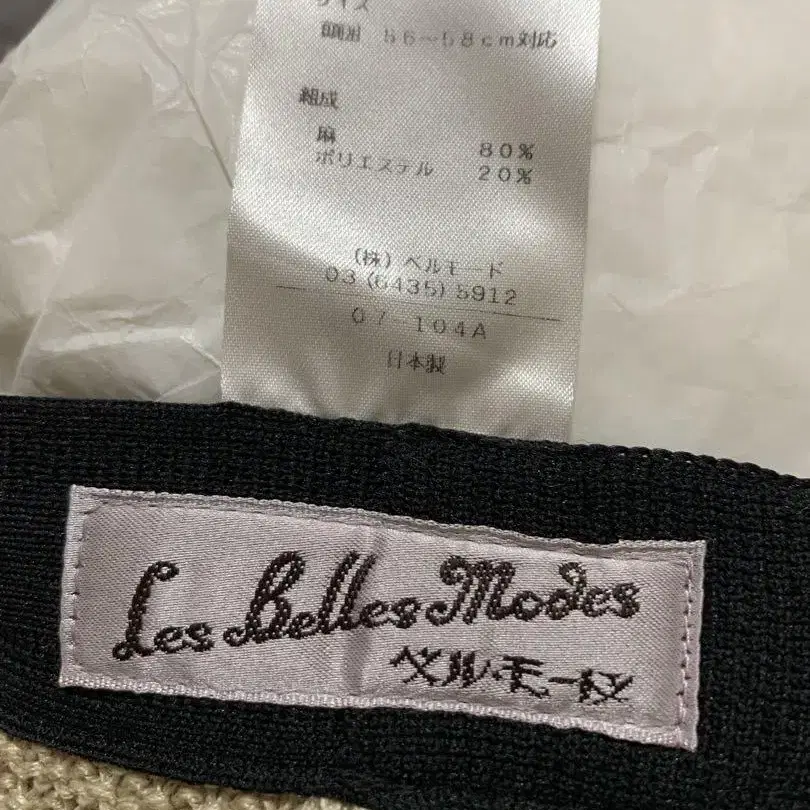 サイズ
頭囲 56～58cm対応
組成
麻 80%
ポリエステル 20%
(株)ベルモード
03(6435)5912
07-104A
日本製
Les Belles Modes
ベル・モード